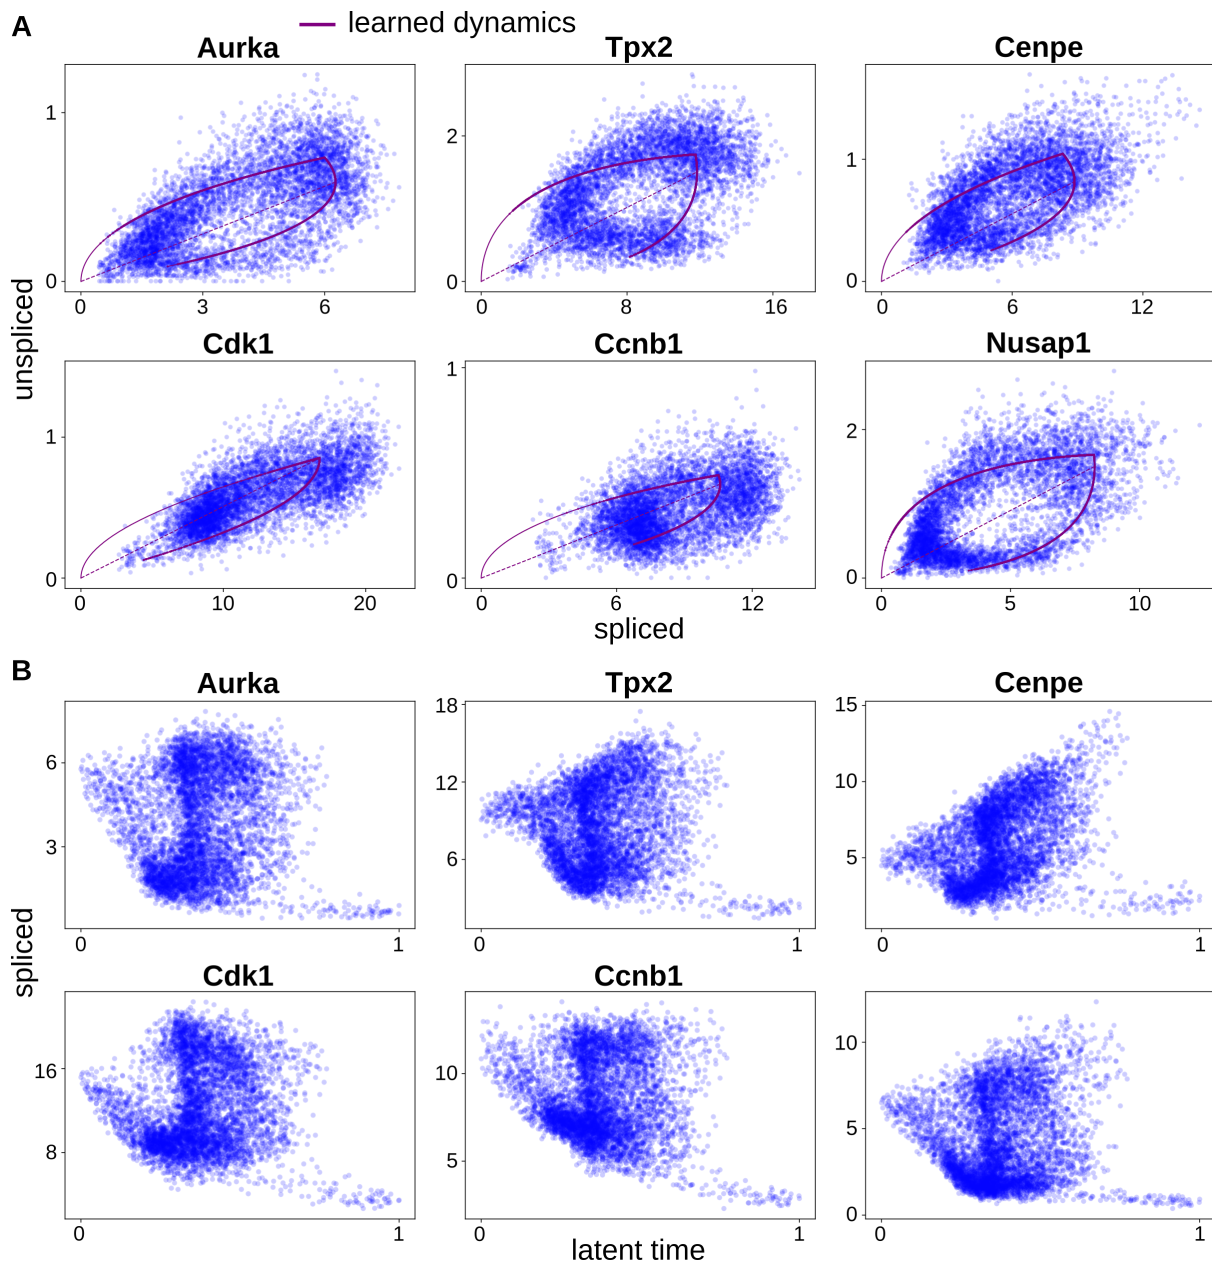 A
learned dynamics
Aurka
Tpx2
Cenpe
1
0
0 3 6
2
0
0 8 16
1
0
0 6 12
unspliced
Cdk1
Ccnb1
Nusap1
1
0
0 10 20
1
0
0 6 12
2
0
0 5 10
spliced
B
Aurka
Tpx2
Cenpe
6
3
0 1
18
12
6
0 1
15
10
5
0 1
spliced
Cdk1
Ccnb1
16
8
0 1
10
5
0 1
10
5
0
0 1
latent time